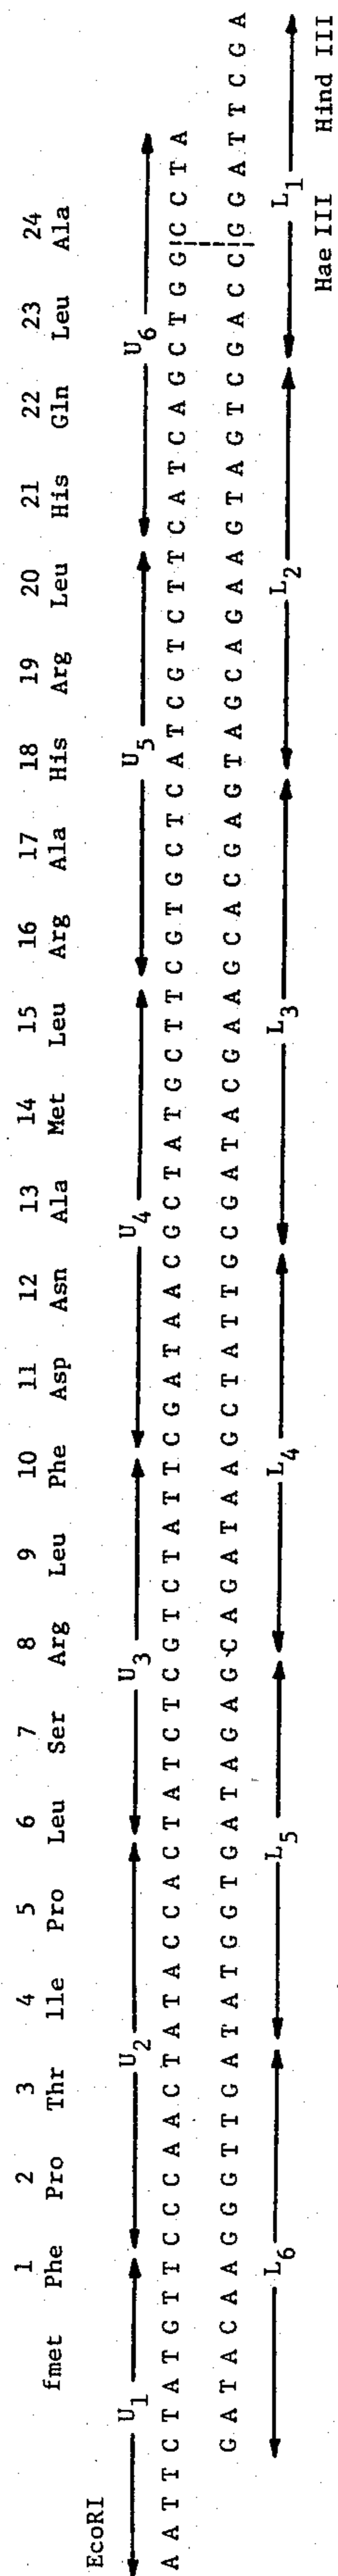 1 2 3 4 5 6 7 8 9 10 11 12 13 14 15 16 17 18 19 20 21 22 23 24
fmet Phe Pro Thr Ile Pro Leu Ser Arg Leu Phe Asp Asn Ala Met Leu Arg Ala His Arg Leu His Gln Leu Ala
EcoRI
U1 U2 U3 U4 U5 U6
A A T T C T A T G T T C C C A A C T A T A C C A C T A T C T C G T C T A T T C G A T A A C G C T A T G C T T C G T G C T C A T C G T C T T C A T C A G C T G G C C T A
G A T A C A A G G G T T G A T A T G G T G A T A G A G C A G A T A A G C T A T T G C G A T A C G A A G C A C G A G T A G C A G A A G T A G T C G A C C G G A T T C G A
L6 L5 L4 L3 L2 L1
Hae III Hind III